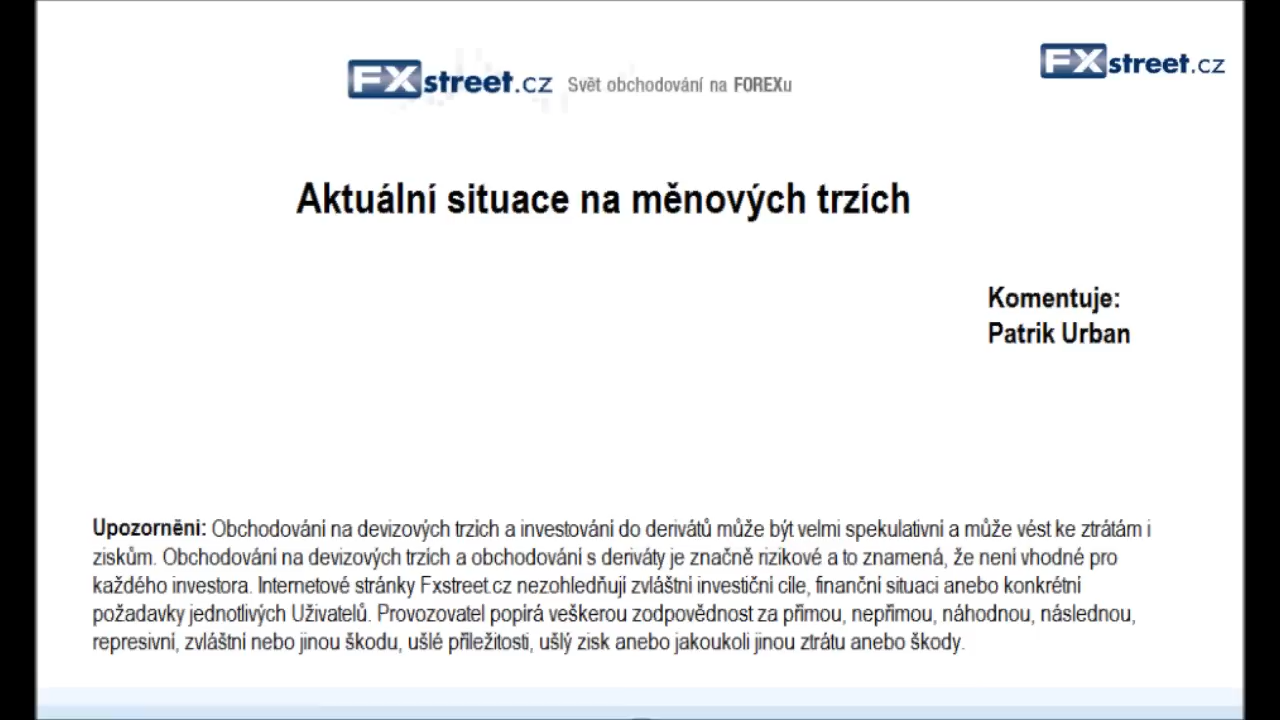 FXstreet.cz Svět obchodování na FOREXu
FXstreet.cz
Aktuální situace na měnových trzích
Komentuje:
Patrik Urban
Upozorněni: Obchodování na devizových trzích a investování do derivátů může být velmi spekulativní a může vést ke ztrátám i
ziskům. Obchodování na devizových trzích a obchodování s deriváty je značně rizikové a to znamená, že není vhodné pro
každého investora. Internetové stránky Fxstreet.cz nezohledňují zvláštní investiční cíle, finanční situaci anebo konkrétní
požadavky jednotlivých Uživatelů. Provozovatel popírá veškerou zodpovědnost za přímou, nepřímou, náhodnou, následnou,
represivní, zvláštní nebo jinou škodu, ušlé příležitosti, ušlý zisk anebo jakoukoli jinou ztrátu anebo škody.